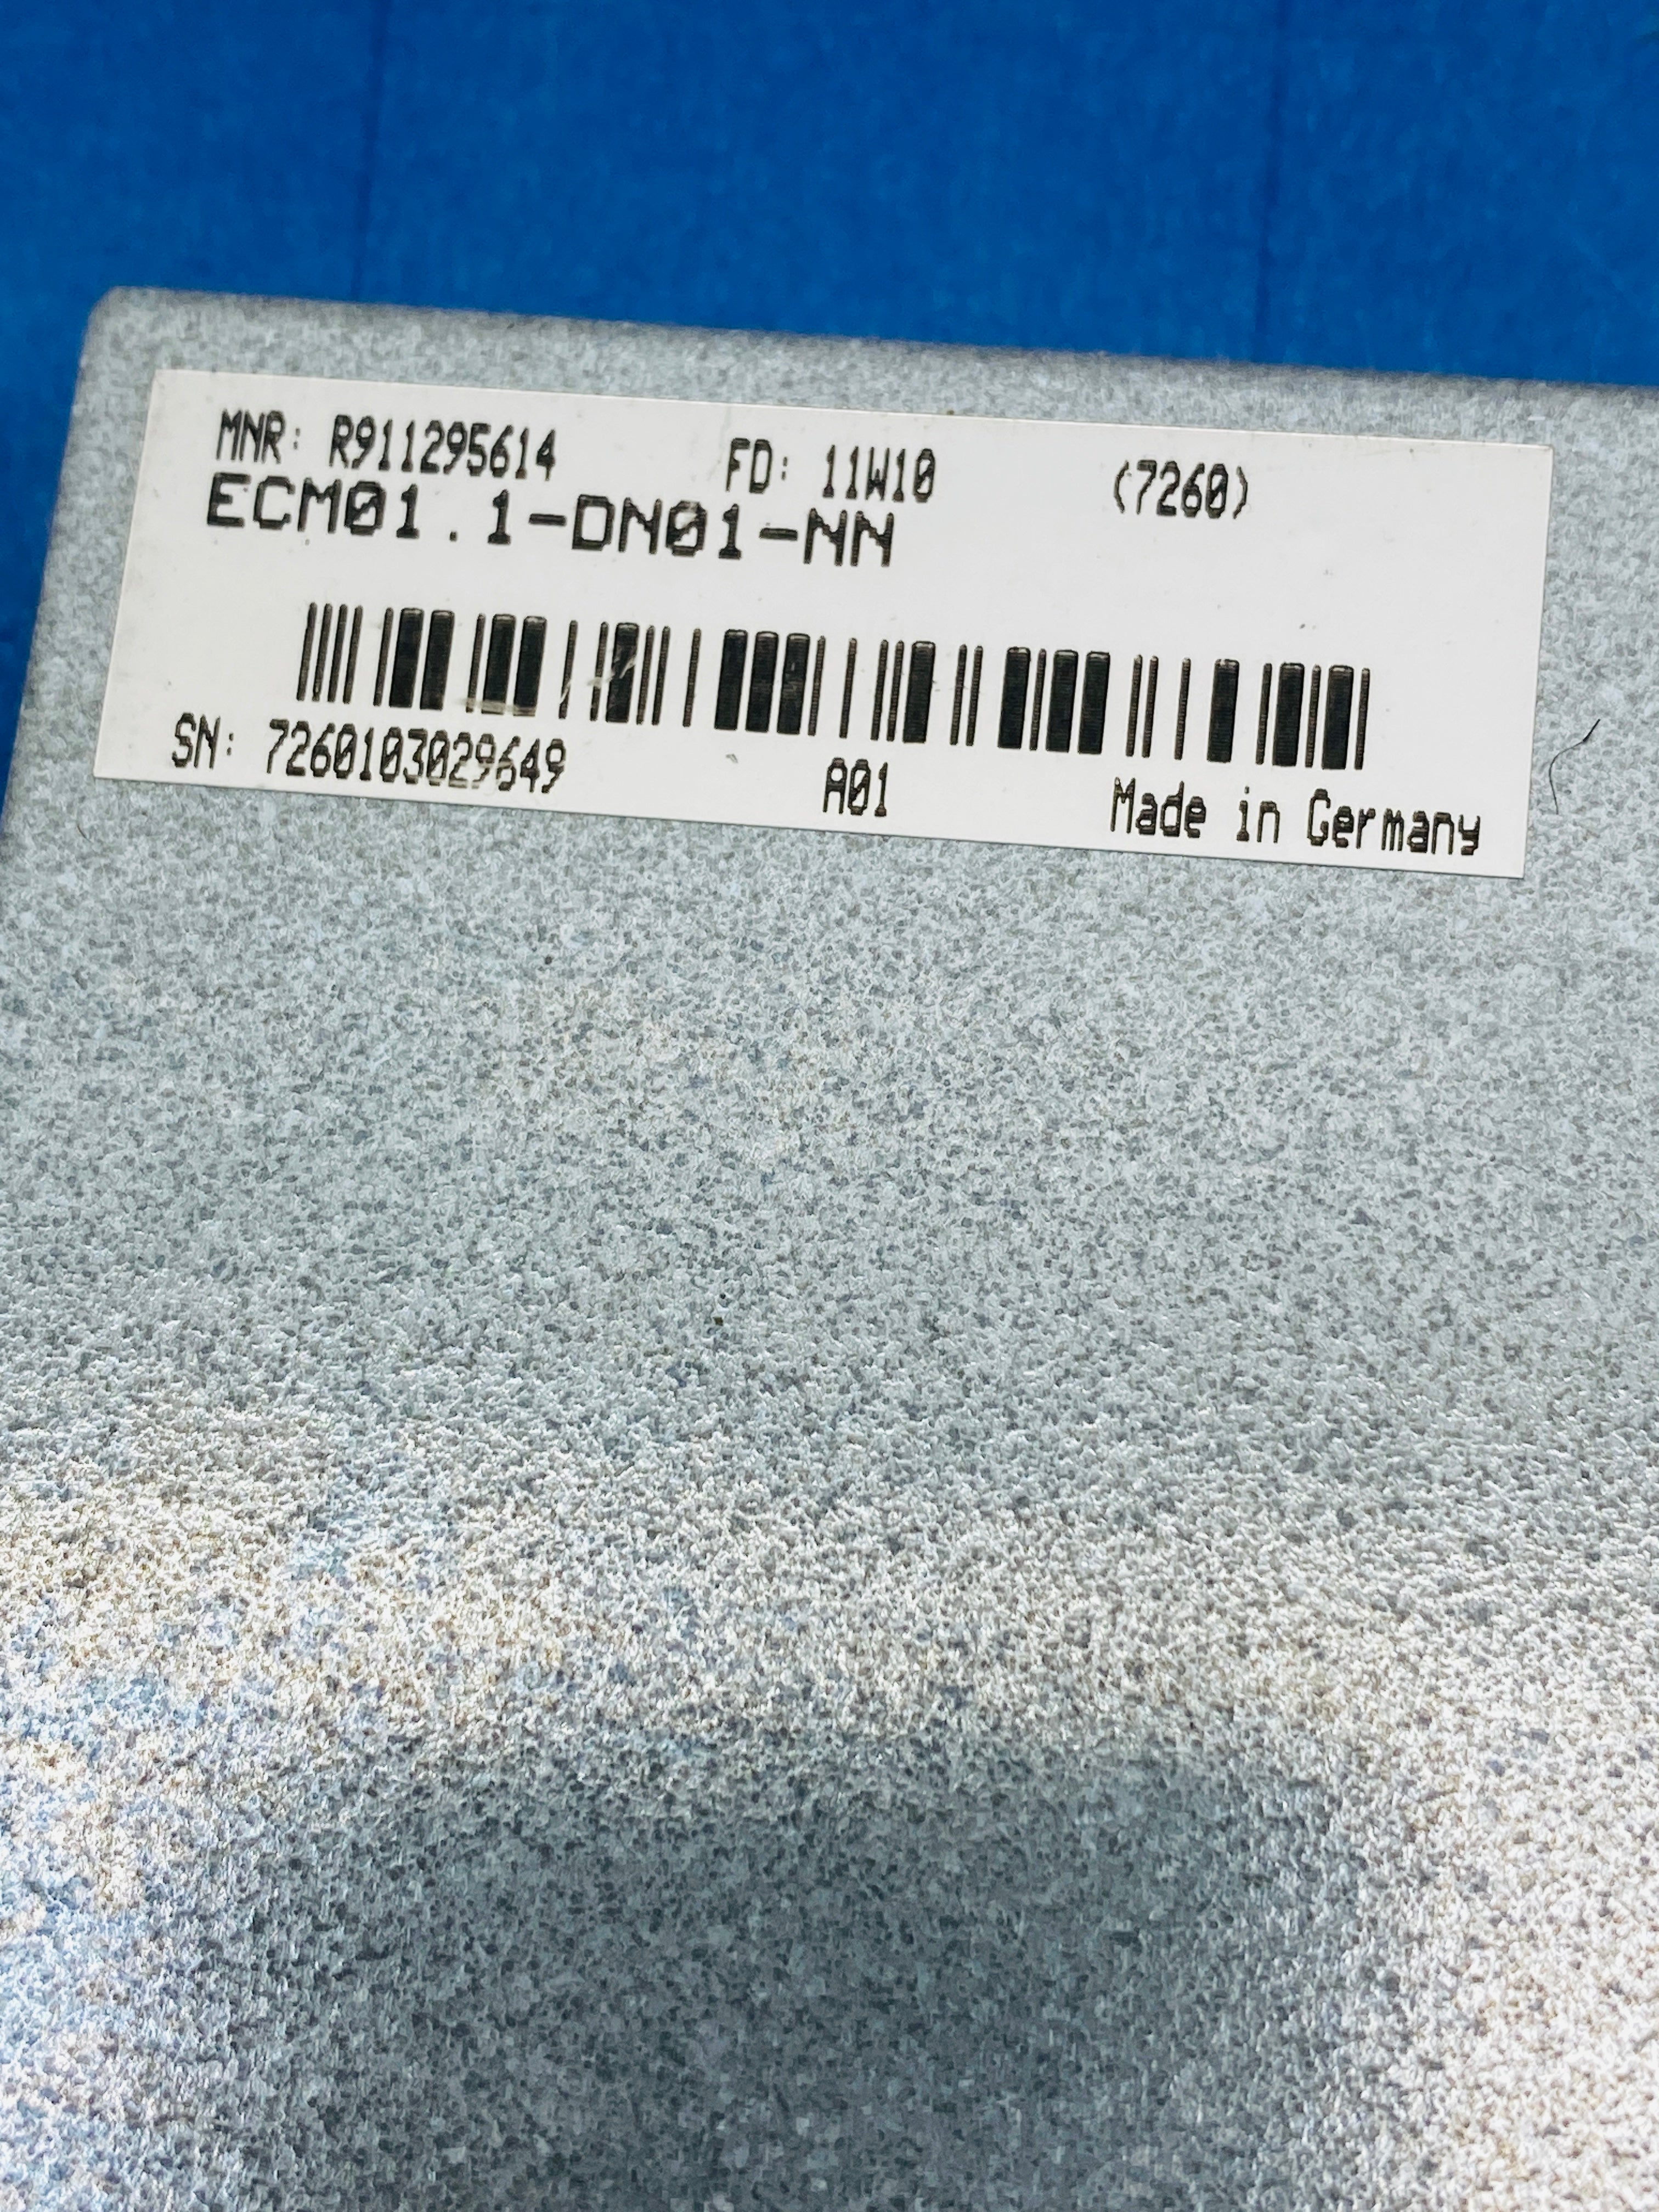 MNR: R911295614 FD: 11W10 (7260)
ECM01.1-DN01-NN
SN: 7260103029649 A01 Made in Germany